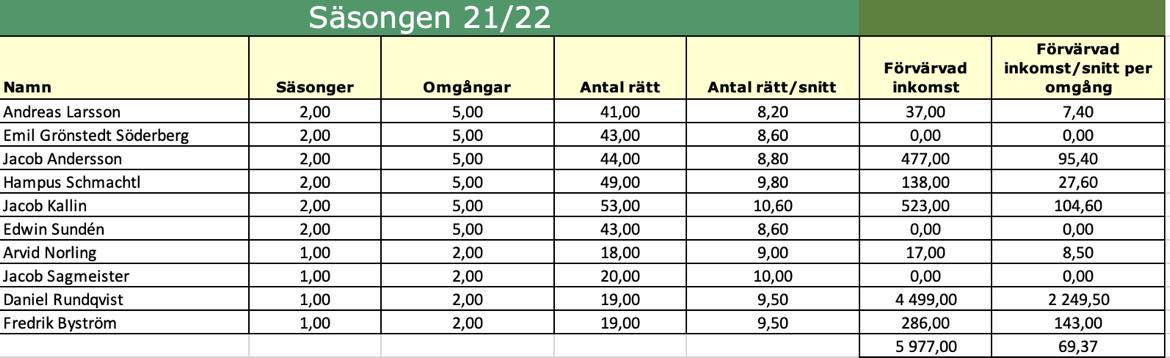 Säsongen 21/22
Namn Säsonger Omgångar Antal rätt Antal rätt/snitt Förvärvad inkomst Förvärvad inkomst/snitt per omgång
Andreas Larsson 2,00 5,00 41,00 8,20 37,00 7,40
Emil Grönstedt Söderberg 2,00 5,00 43,00 8,60 0,00 0,00
Jacob Andersson 2,00 5,00 44,00 8,80 477,00 95,40
Hampus Schmachtl 2,00 5,00 49,00 9,80 138,00 27,60
Jacob Kallin 2,00 5,00 53,00 10,60 523,00 104,60
Edwin Sundén 2,00 5,00 43,00 8,60 0,00 0,00
Arvid Norling 1,00 2,00 18,00 9,00 17,00 8,50
Jacob Sagmeister 1,00 2,00 20,00 10,00 0,00 0,00
Daniel Rundqvist 1,00 2,00 19,00 9,50 4 499,00 2 249,50
Fredrik Byström 1,00 2,00 19,00 9,50 286,00 143,00
5 977,00 69,37